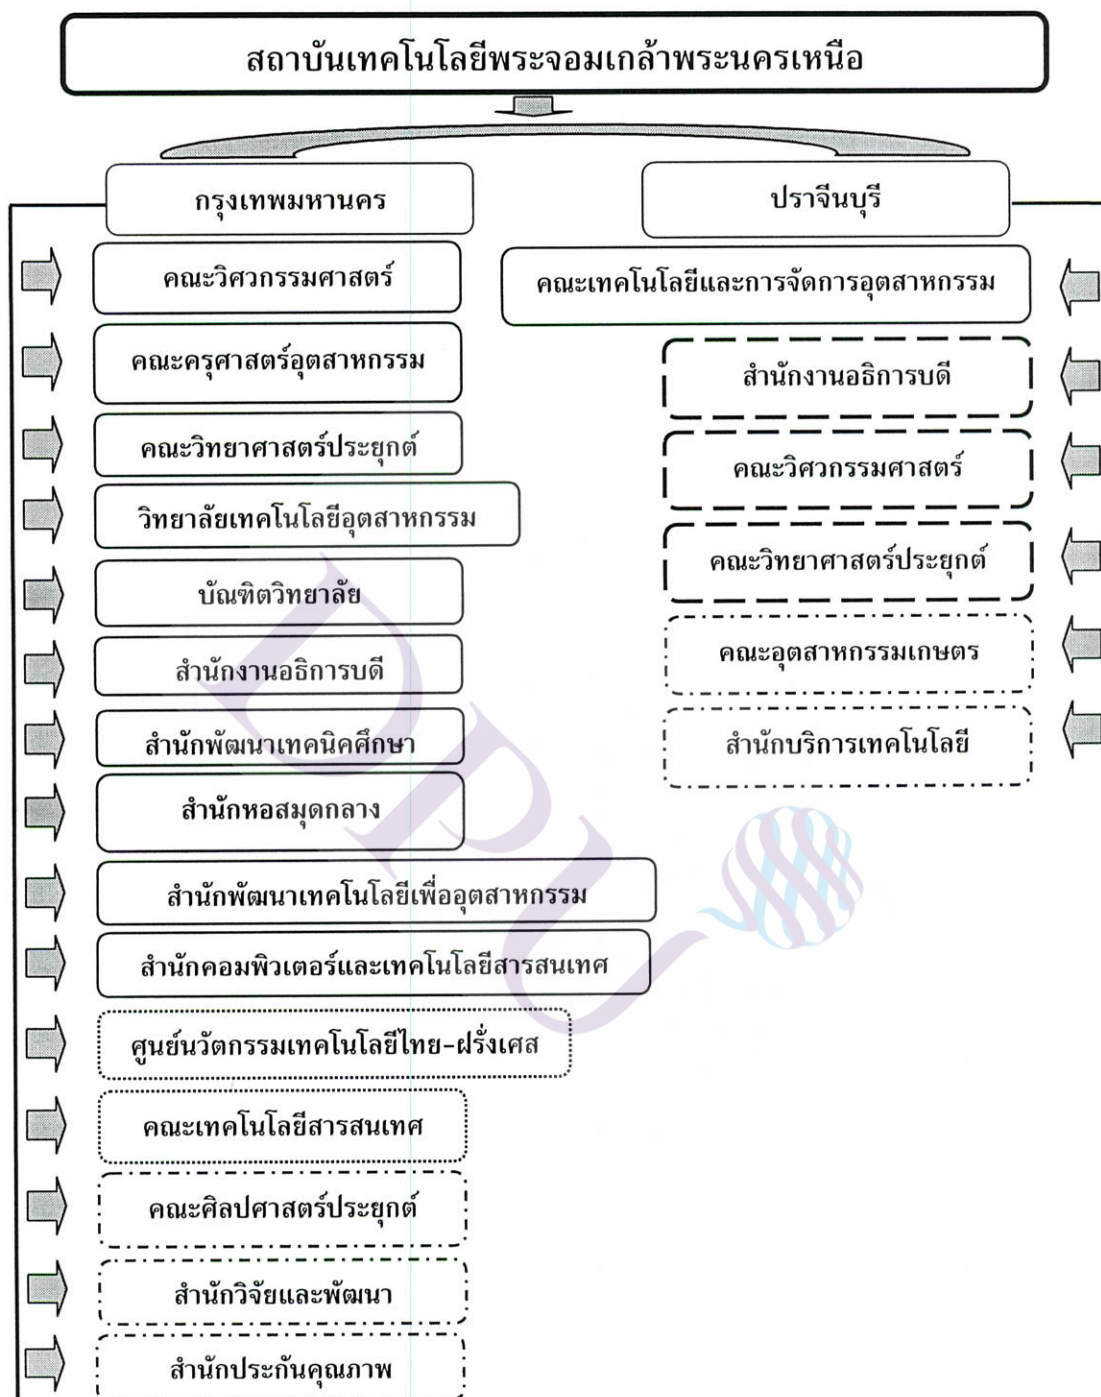 สถาบันเทคโนโลยีพระจอมเกล้าพระนครเหนือ
กรุงเทพมหานคร
คณะวิศวกรรมศาสตร์
คณะครุศาสตร์อุตสาหกรรม
คณะวิทยาศาสตร์ประยุกต์
วิทยาลัยเทคโนโลยีอุตสาหกรรม
บัณฑิตวิทยาลัย
สำนักงานอธิการบดี
สำนักพัฒนาเทคนิคศึกษา
สำนักหอสมุดกลาง
สำนักพัฒนาเทคโนโลยีเพื่ออุตสาหกรรม
สำนักคอมพิวเตอร์และเทคโนโลยีสารสนเทศ
ศูนย์นวัตกรรมเทคโนโลยีไทย-ฝรั่งเศส
คณะเทคโนโลยีสารสนเทศ
คณะศิลปศาสตร์ประยุกต์
สำนักวิจัยและพัฒนา
สำนักประกันคุณภาพ
ปราจีนบุรี
คณะเทคโนโลยีและการจัดการอุตสาหกรรม
สำนักงานอธิการบดี
คณะวิศวกรรมศาสตร์
คณะวิทยาศาสตร์ประยุกต์
คณะอุตสาหกรรมเกษตร
สำนักบริการเทคโนโลยี
DPU